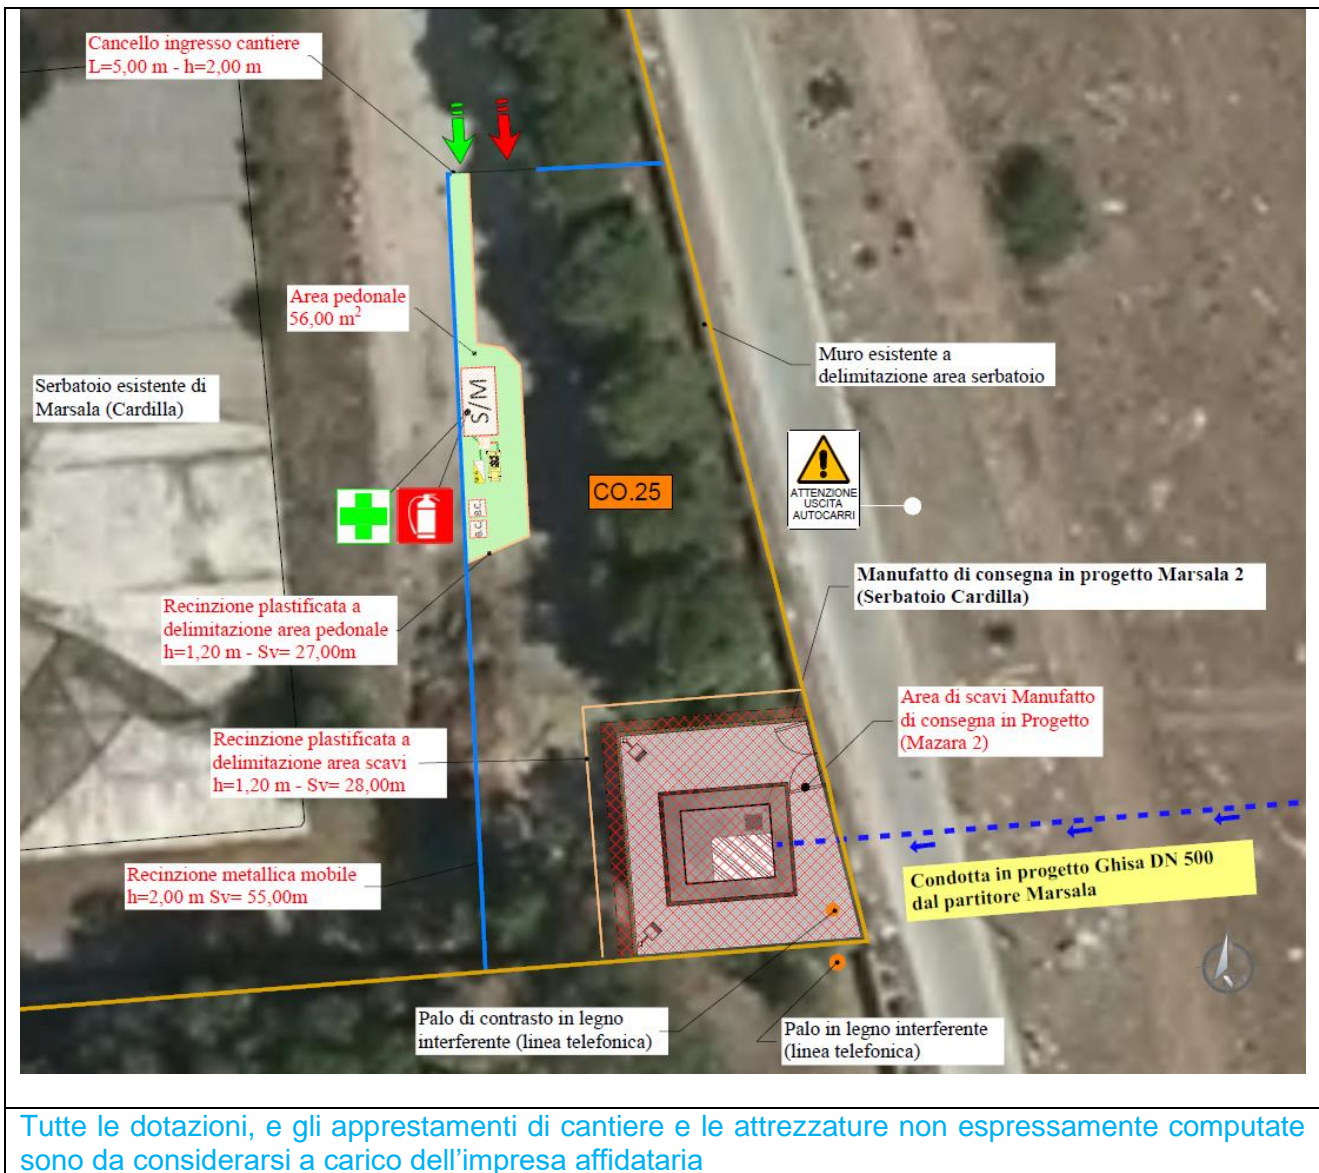 Cancello ingresso cantiere
L=5,00 m - h=2,00 m
Area pedonale
56,00 m²
Serbatoio esistente di
Marsala (Cardilla)
S/M
Muro esistente a
delimitazione area serbatoio
CO.25
ATTENZIONE
USCITA
AUTOCARRI
Manufatto di consegna in progetto Marsala 2
(Serbatoio Cardilla)
Recinzione plastificata a
delimitazione area pedonale
h=1,20 m - Sv= 27,00m
Area di scavi Manufatto
di consegna in Progetto
(Mazara 2)
Recinzione plastificata a
delimitazione area scavi
h=1,20 m - Sv= 28,00m
Recinzione metallica mobile
h=2,00 m Sv= 55,00m
Condotta in progetto Ghisa DN 500
dal partitore Marsala
Palo di contrasto in legno
interferente (linea telefonica)
Palo in legno interferente
(linea telefonica)
Tutte le dotazioni, e gli apprestamenti di cantiere e le attrezzature non espressamente computate
sono da considerarsi a carico dell'impresa affidataria